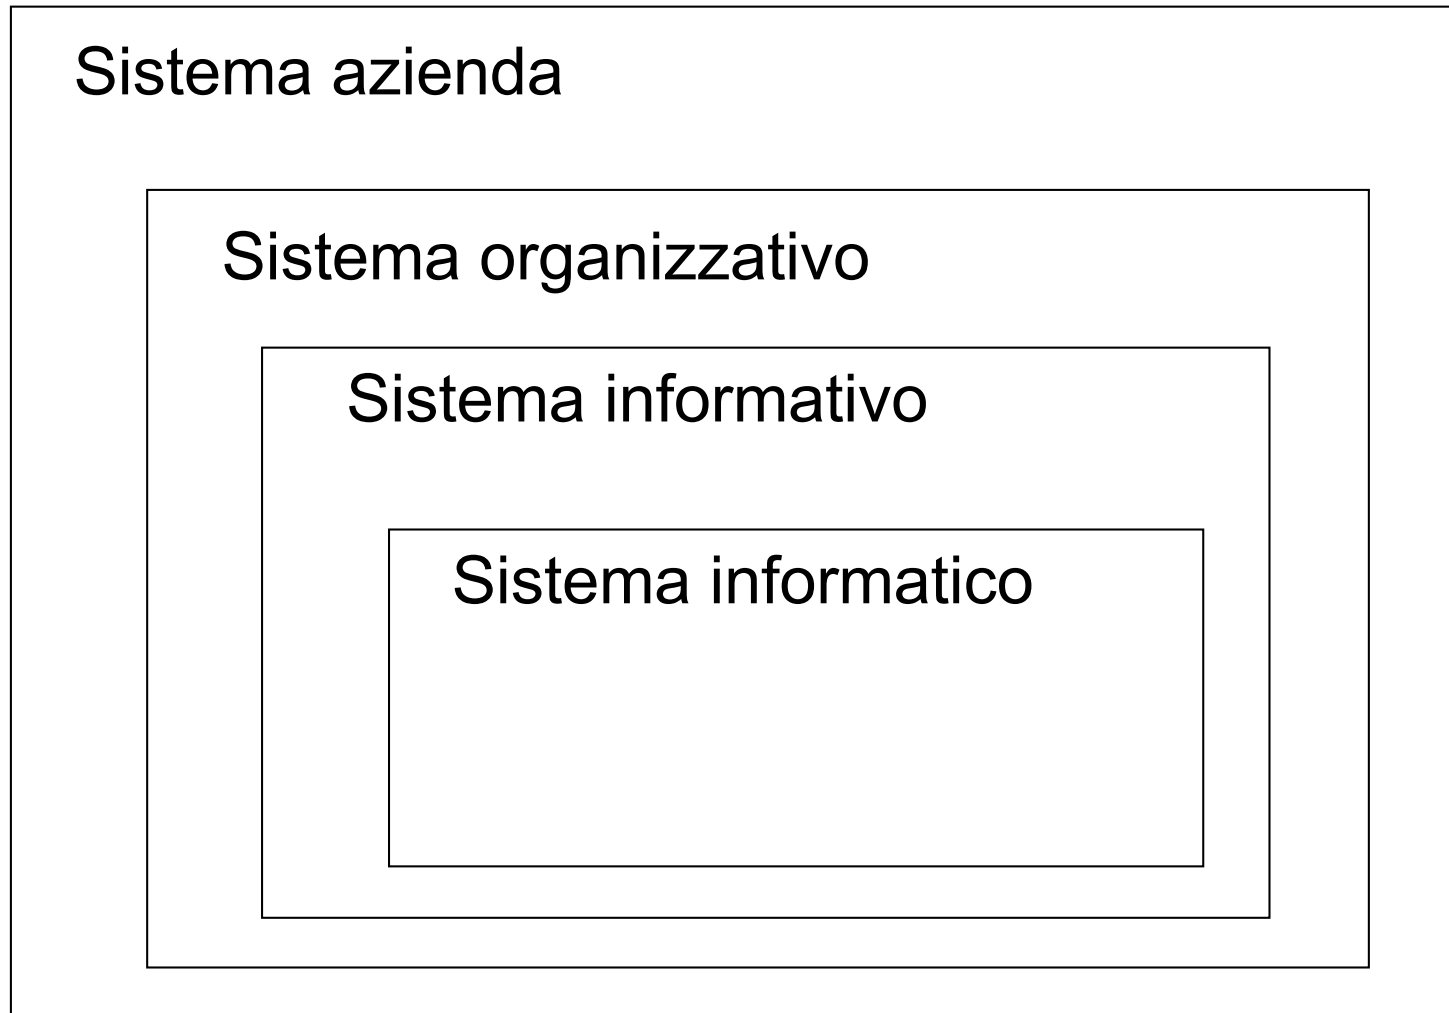 Sistema azienda
Sistema organizzativo
Sistema informativo
Sistema informatico